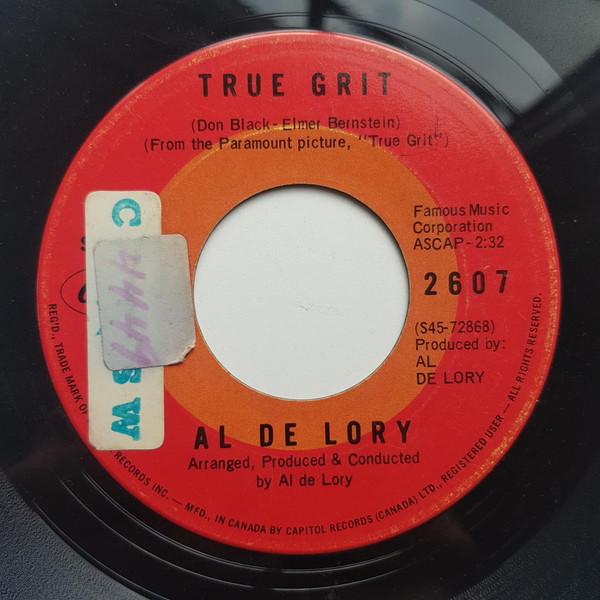 TRUE GRIT
(Don Black - Elmer Bernstein)
(From the Paramount picture, "True Grit")
Famous Music
Corporation
ASCAP - 2:32
2607
(S45-72868)
Produced by:
AL
DE LORY
AL DE LORY
Arranged, Produced & Conducted
by Al de Lory
REG'D., TRADE MARK OF
RECORDS INC. — MFD., IN CANADA BY CAPITOL RECORDS (CANADA) LTD., REGISTERED USER — ALL RIGHTS RESERVED.